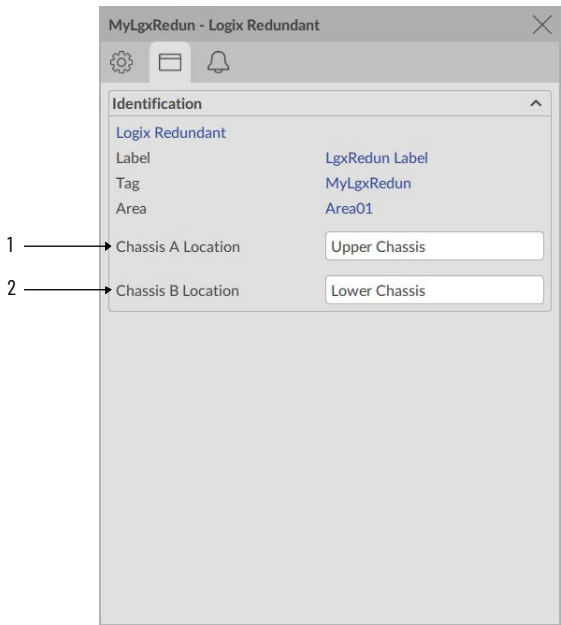 MyLgxRedun - Logix Redundant
Identification
Logix Redundant
Label LgxRedun Label
Tag MyLgxRedun
Area Area01
1 Chassis A Location Upper Chassis
2 Chassis B Location Lower Chassis